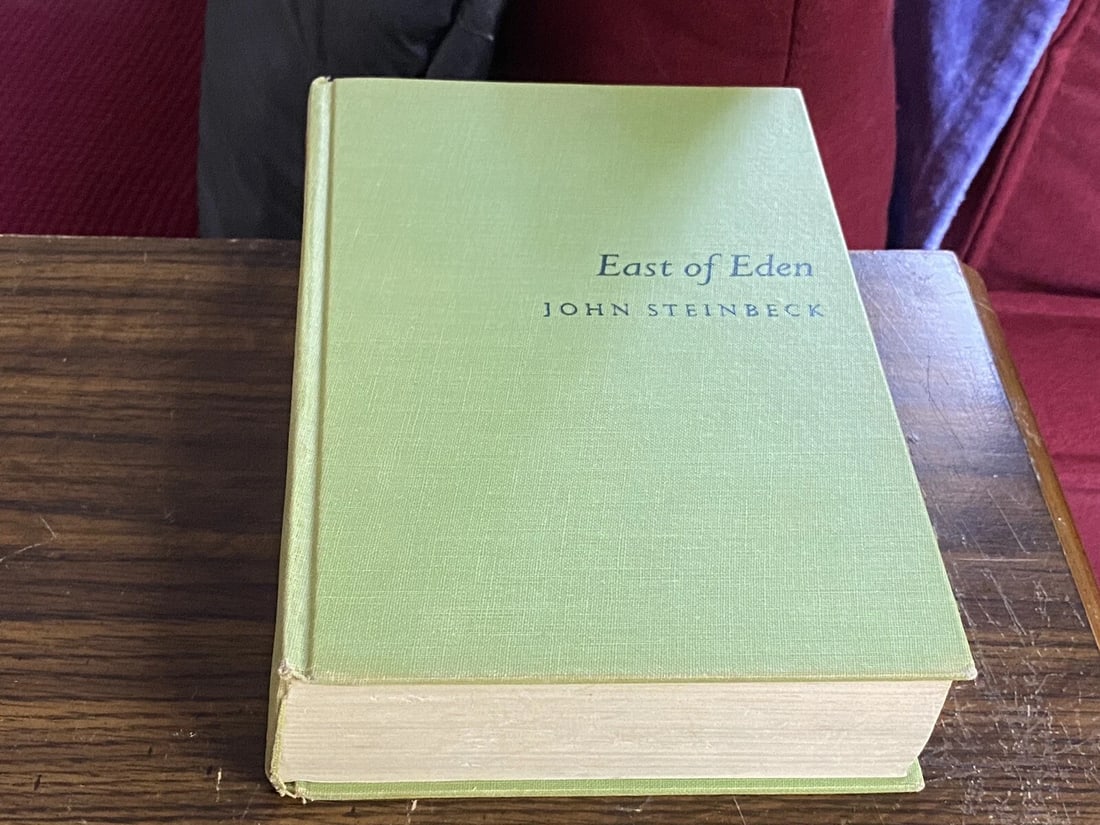 East of Eden
JOHN STEINBECK